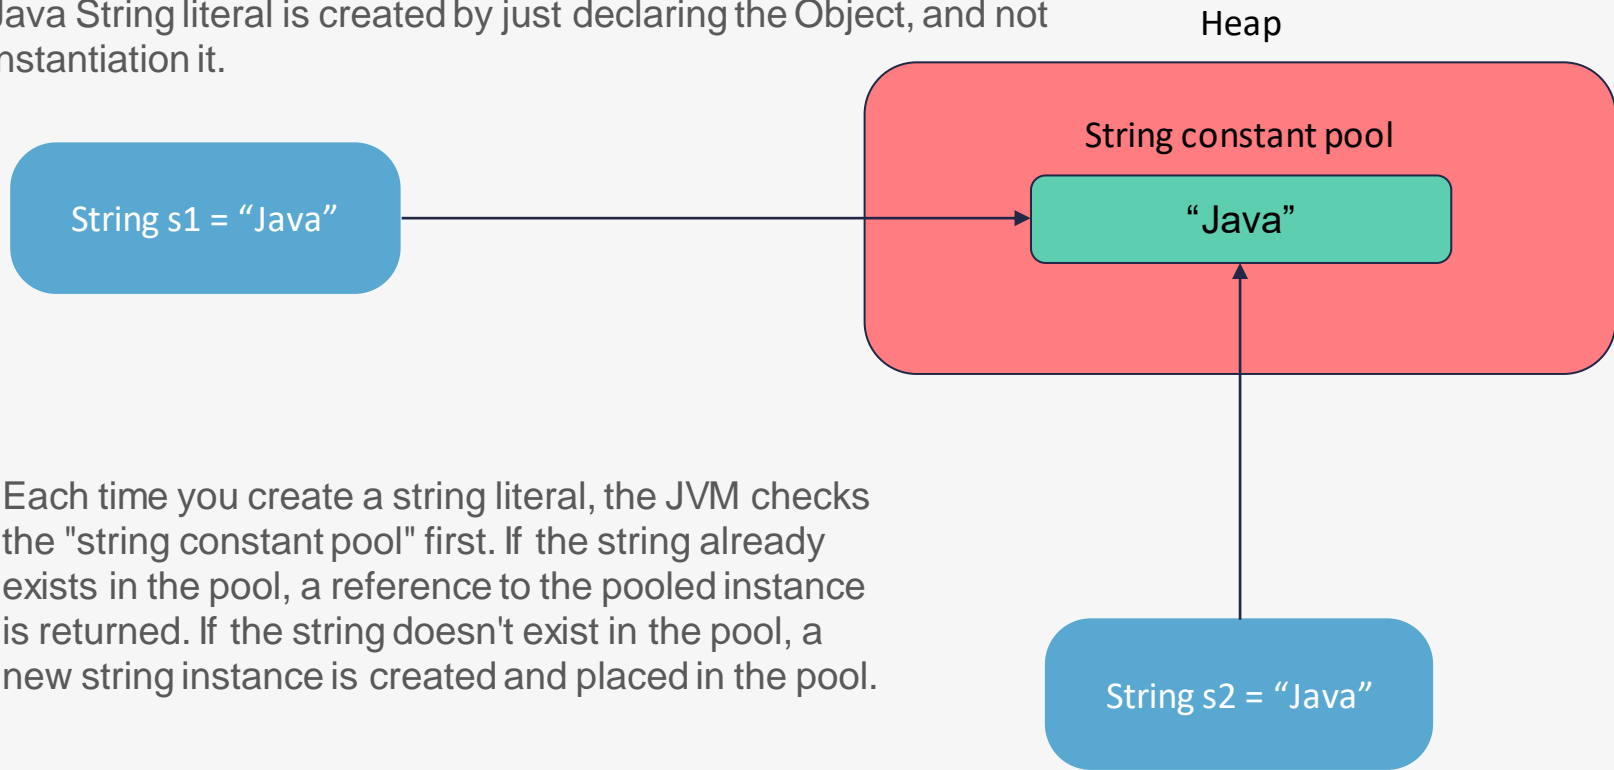 Java String literal is created by just declaring the Object, and not
nstantiation it.
Heap
String constant pool
String s1 = “Java”
“Java”
Each time you create a string literal, the JVM checks
the "string constant pool" first. If the string already
exists in the pool, a reference to the pooled instance
is returned. If the string doesn't exist in the pool, a
new string instance is created and placed in the pool.
String s2 = “Java”